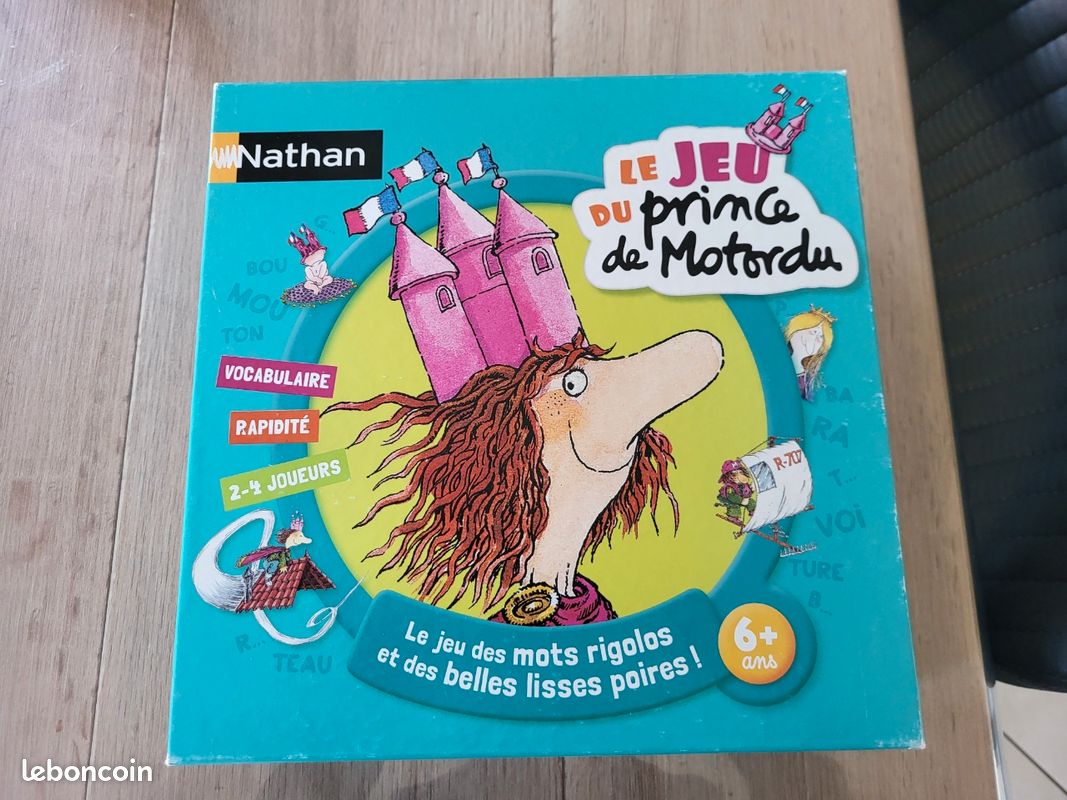 Nathan
LE JEU
DU prince
de Motordu
G...
BOU
MOU
TON
VOCABULAIRE
RAPIDITÉ
2-4 JOUEURS
BA
RA
T...
R-707
VOI
TURE
B...
R...
TEAU
Le jeu des mots rigolos
et des belles lisses poires !
6+
ans
leboncoin